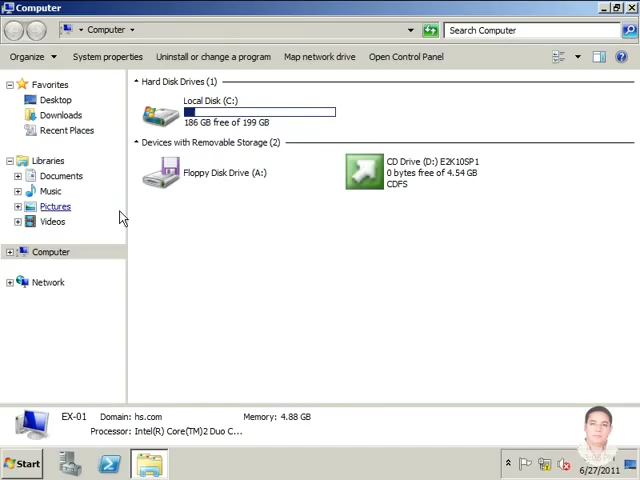 Computer
Computer
Search Computer
Organize System properties Uninstall or change a program Map network drive Open Control Panel
Favorites
Desktop
Downloads
Recent Places
Libraries
Documents
Music
Pictures
Videos
Computer
Network
Hard Disk Drives (1)
Local Disk (C:)
186 GB free of 199 GB
Devices with Removable Storage (2)
Floppy Disk Drive (A:)
CD Drive (D:) E2K10SP1
0 bytes free of 4.54 GB
CDFS
EX-01 Domain: hs.com Memory: 4.88 GB
Processor: Intel(R) Core(TM)2 Duo C...
Start
6/27/2011